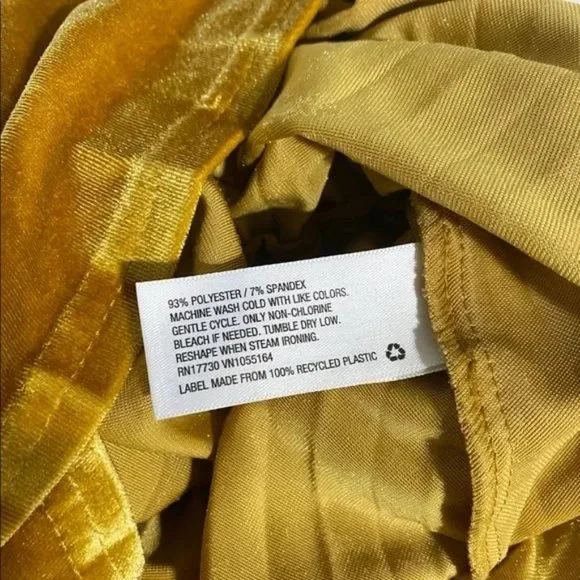 93% POLYESTER / 7% SPANDEX
MACHINE WASH COLD WITH LIKE COLORS.
GENTLE CYCLE. ONLY NON-CHLORINE
BLEACH IF NEEDED. TUMBLE DRY LOW.
RESHAPE WHEN STEAM IRONING.
RN17730 VN1055164
LABEL MADE FROM 100% RECYCLED PLASTIC